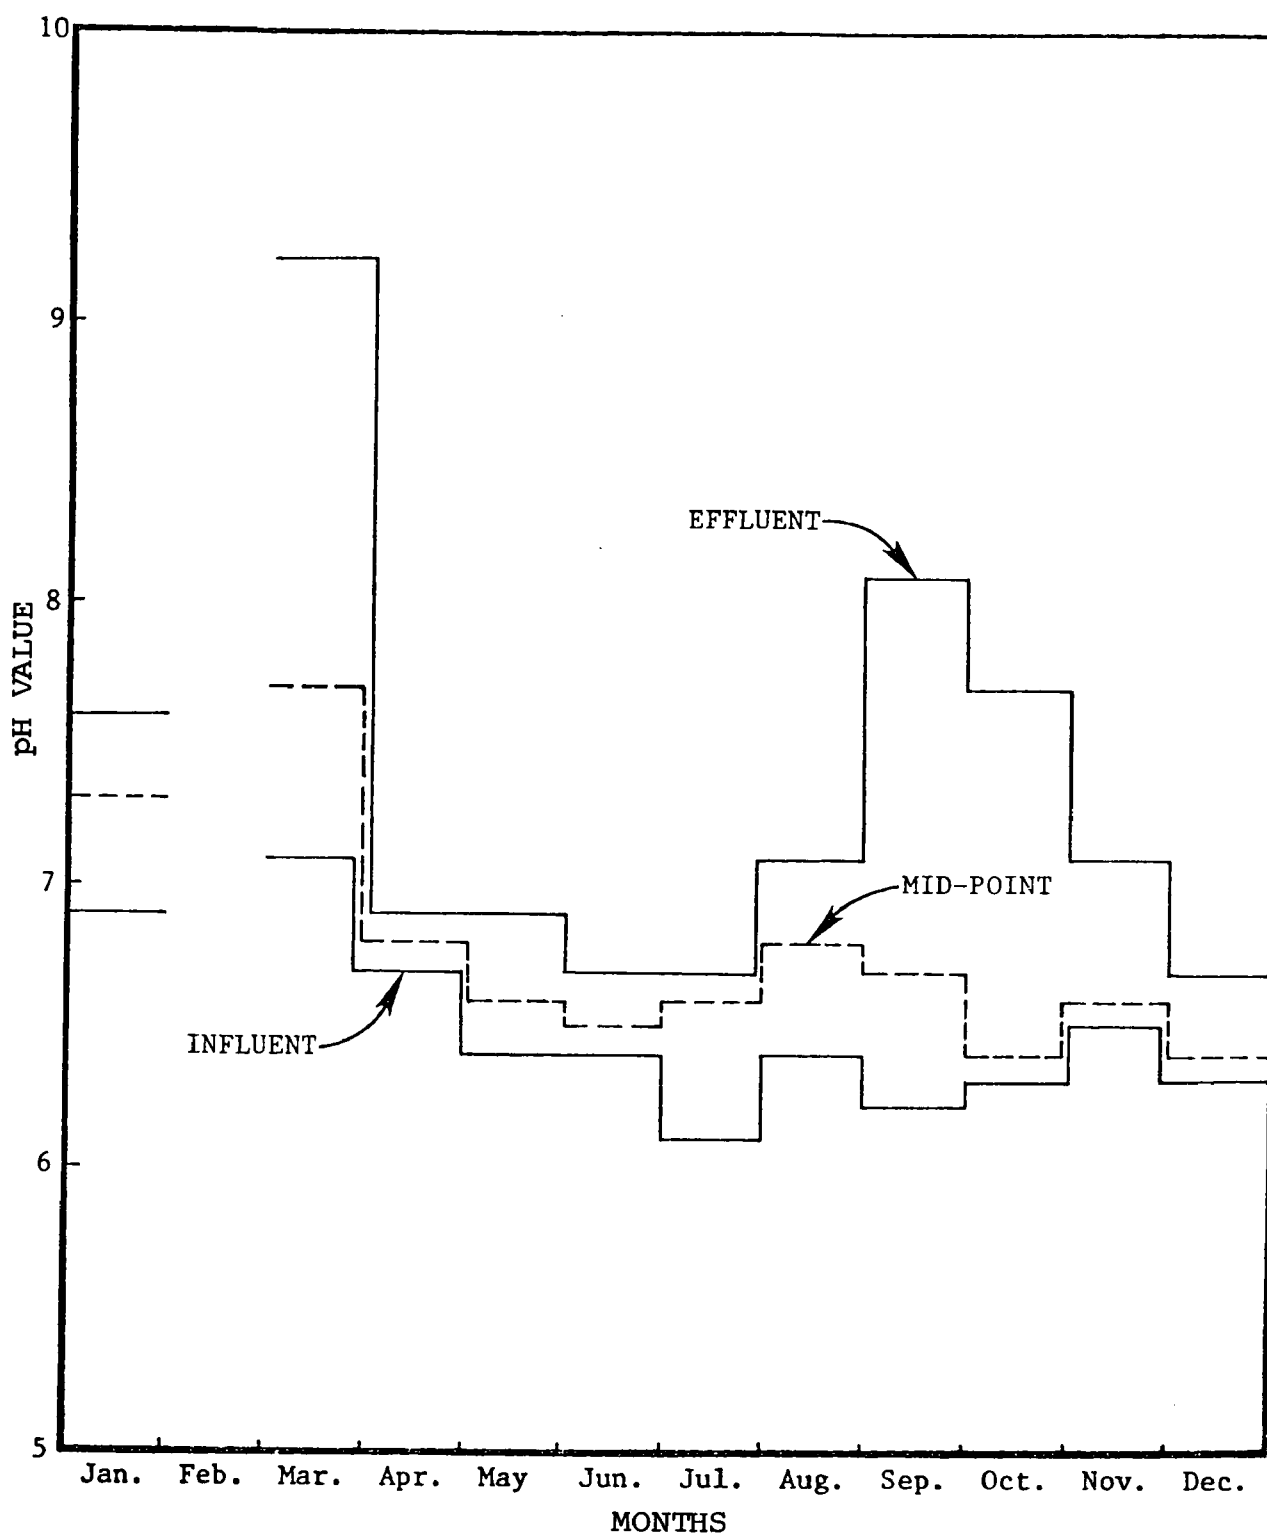 10
9
8
7
6
5
pH VALUE
EFFLUENT
MID-POINT
INFLUENT
Jan. Feb. Mar. Apr. May Jun. Jul. Aug. Sep. Oct. Nov. Dec.
MONTHS